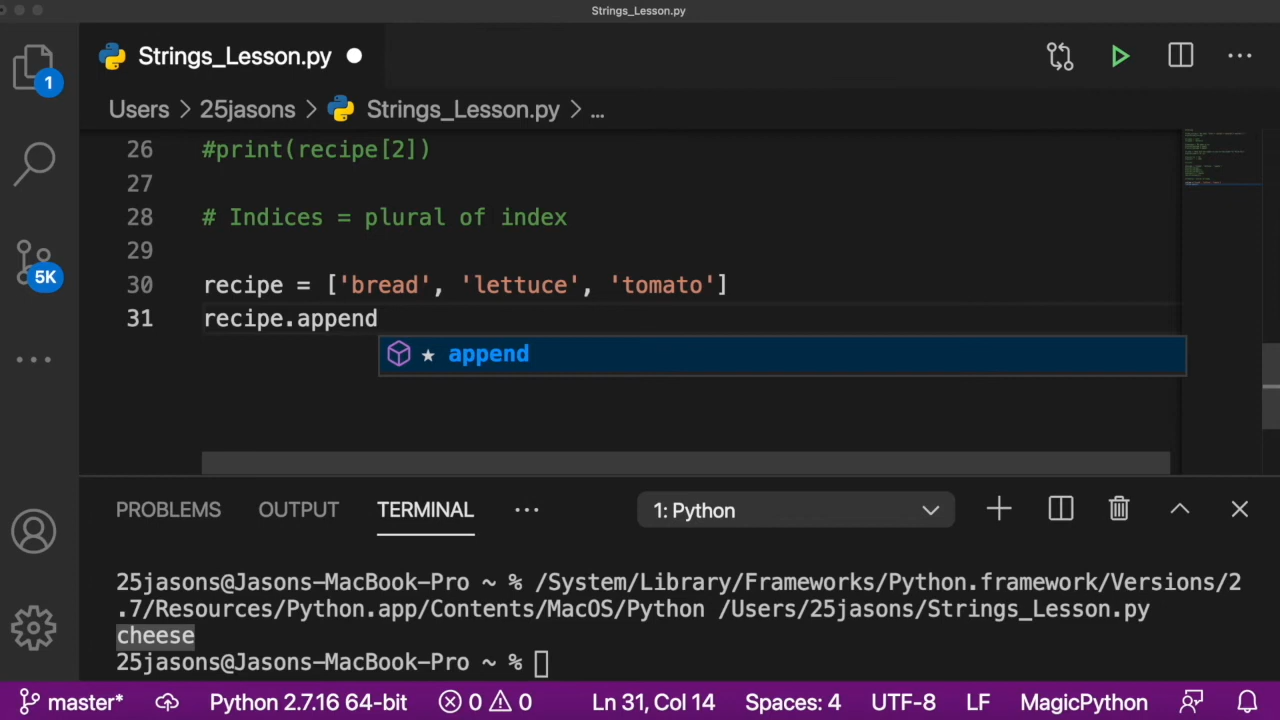 Strings_Lesson.py
Strings_Lesson.py
1
Users > 25jasons > Strings_Lesson.py > ...
26 #print(recipe[2])
27
28 # Indices = plural of index
29
30 recipe = ['bread', 'lettuce', 'tomato']
31 recipe.append
append
5K
PROBLEMS OUTPUT TERMINAL ... 1: Python
25jasons@Jasons-MacBook-Pro ~ % /System/Library/Frameworks/Python.framework/Versions/2
.7/Resources/Python.app/Contents/MacOS/Python /Users/25jasons/Strings_Lesson.py
cheese
25jasons@Jasons-MacBook-Pro ~ %
master* Python 2.7.16 64-bit 0 0 Ln 31, Col 14 Spaces: 4 UTF-8 LF MagicPython